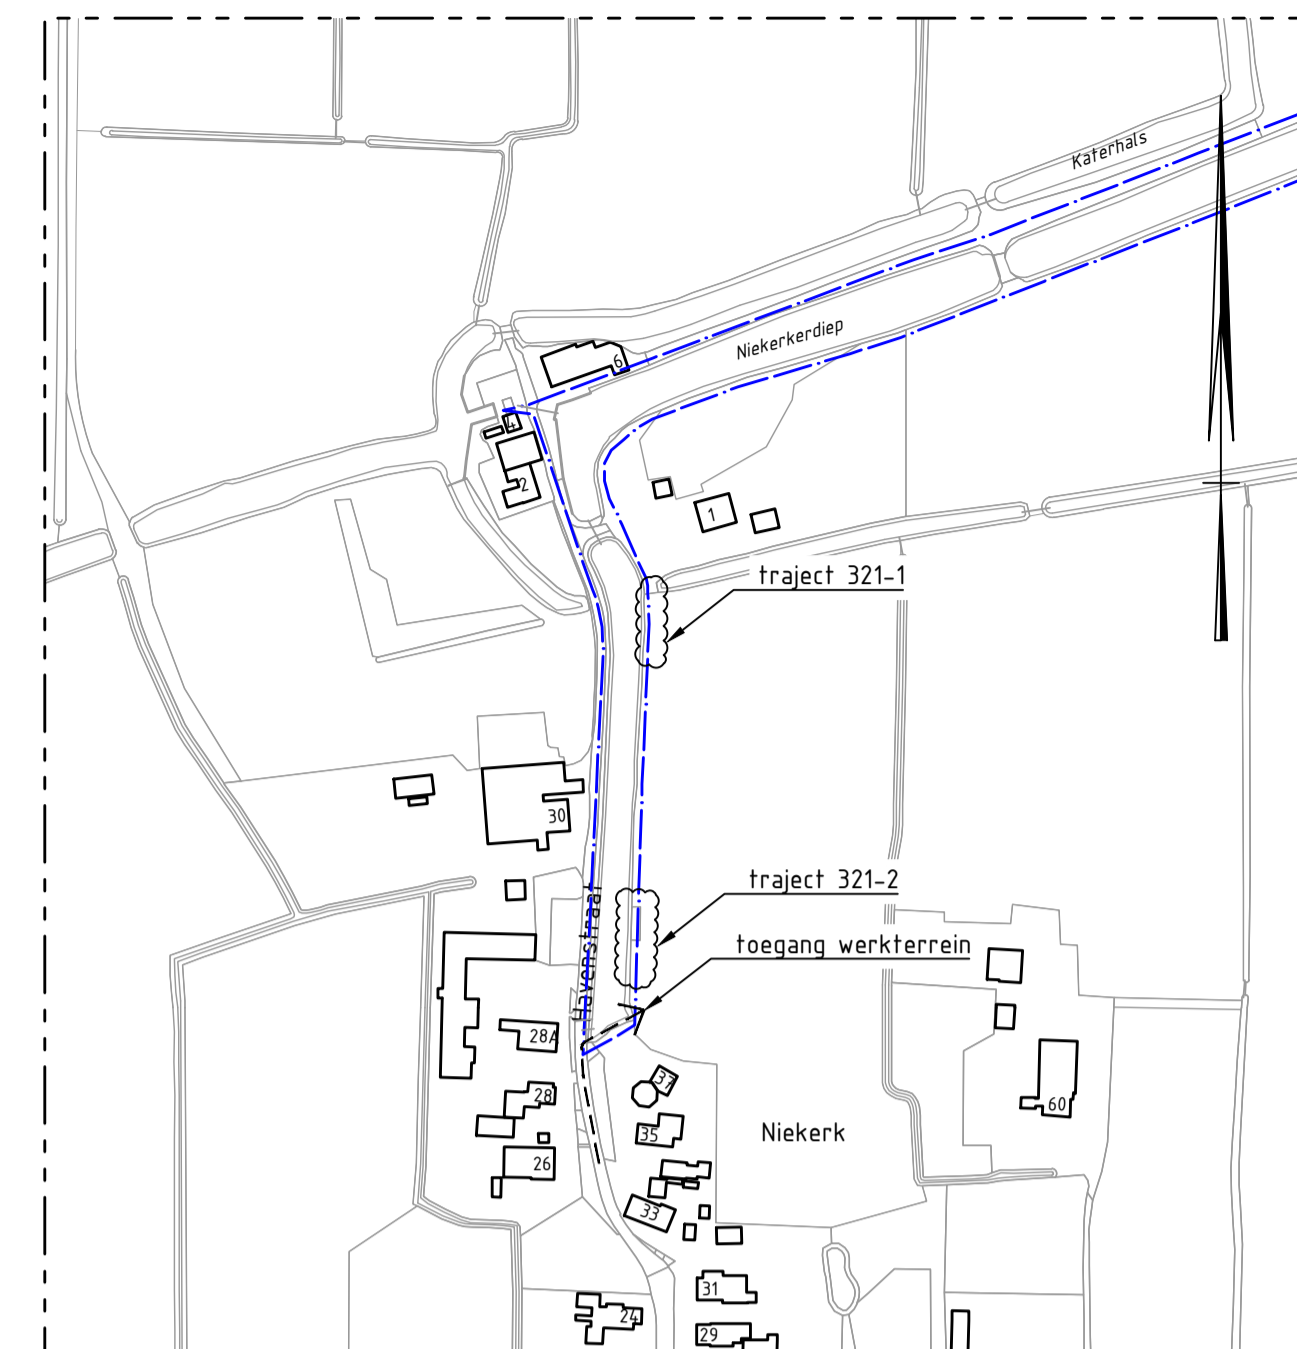 Katerhals
Niekerkerdiep
6
4
2
1
traject 321-1
30
traject 321-2
toegang werkterrein
Havenstraat
28A
37
28
60
35
Niekerk
26
33
31
24
29